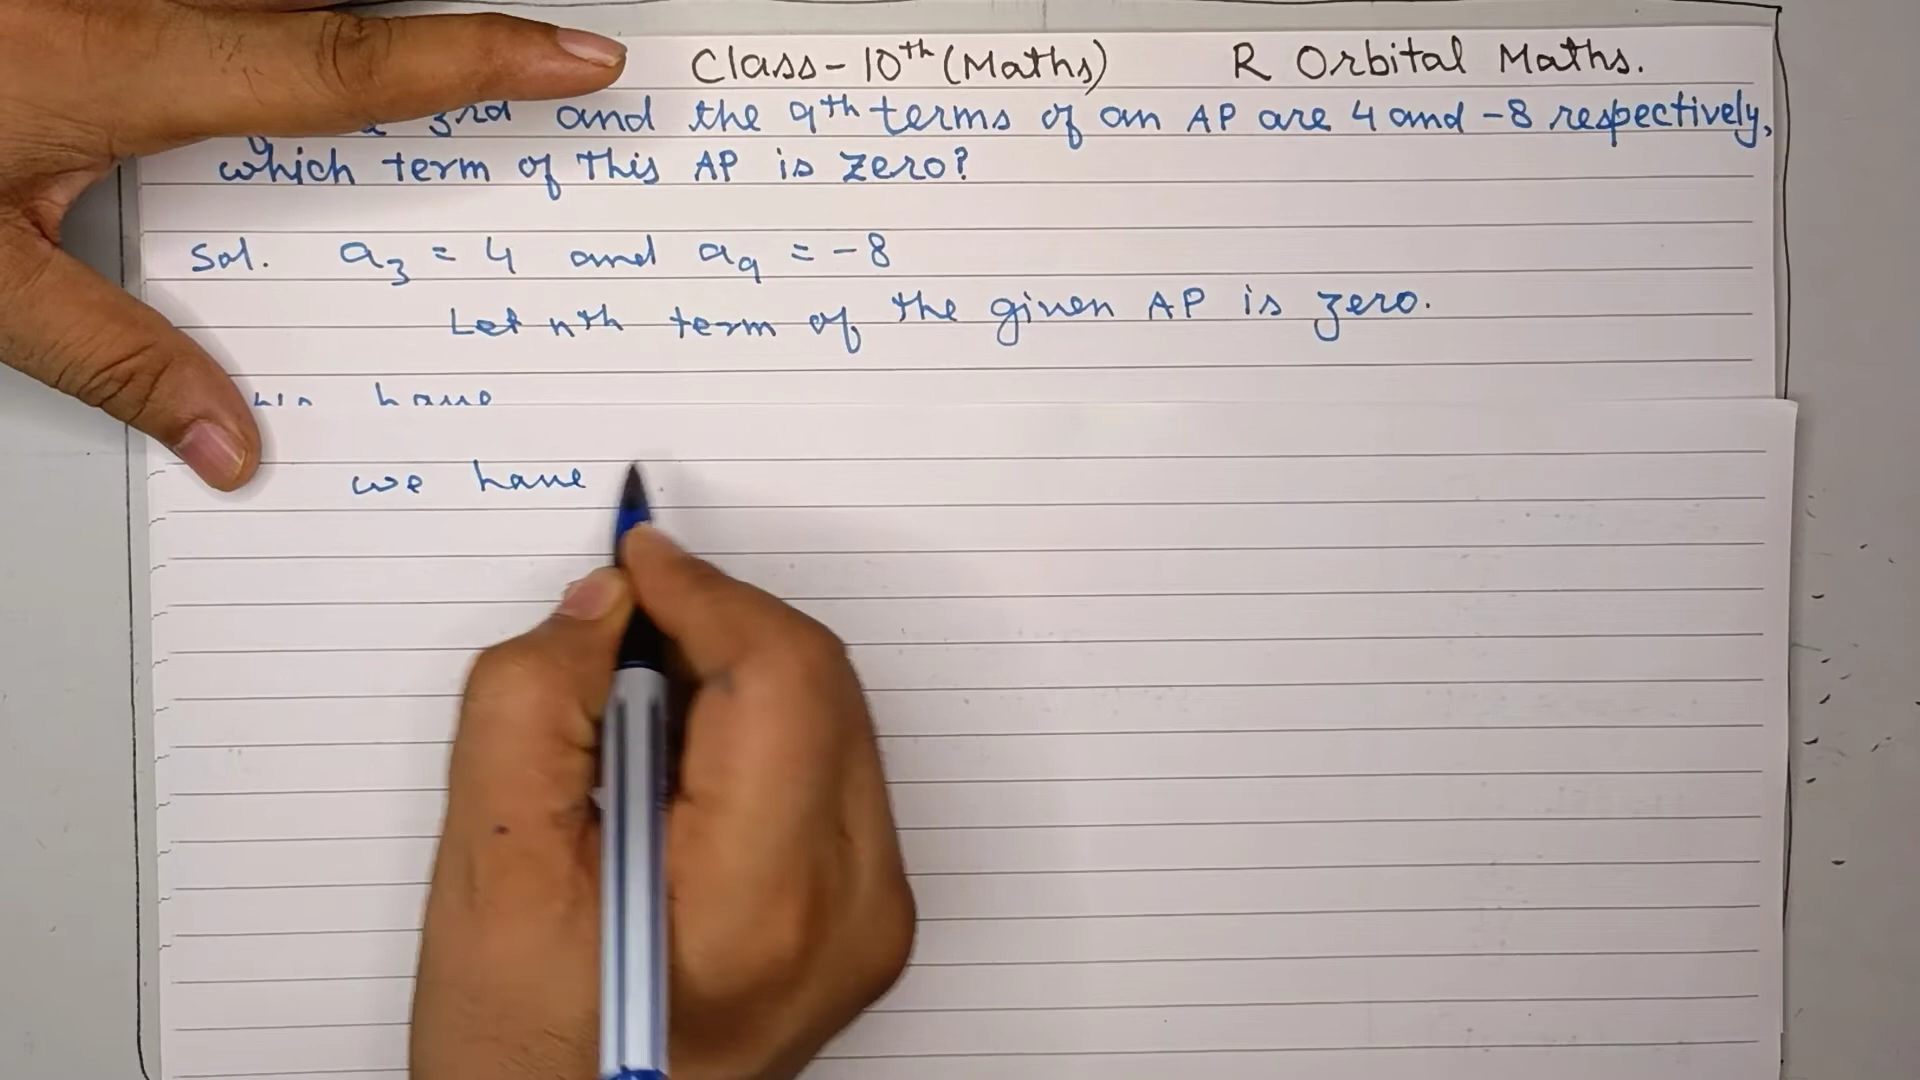 Class-10th (Maths) R Orbital Maths.
3rd and the 9th terms of an AP are 4 and -8 respectively,
which term of this AP is zero?
Sol. a₃ = 4 and a₉ = -8
Let nth term of the given AP is zero.
have
we have